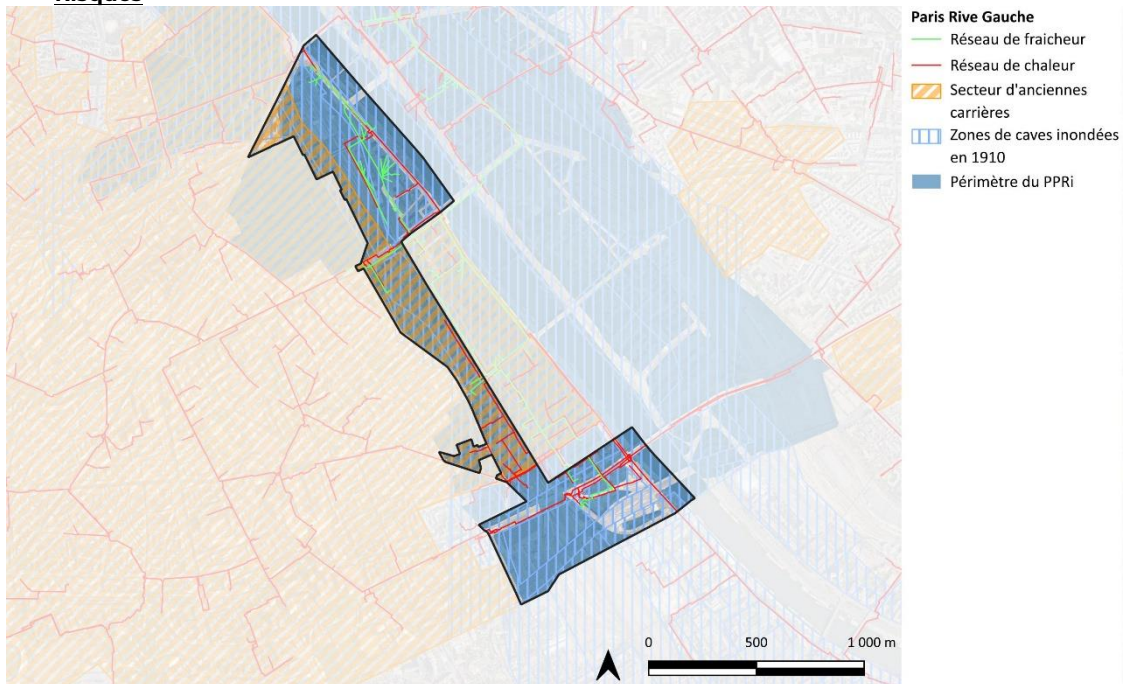 Risques
Paris Rive Gauche
Réseau de fraicheur
Réseau de chaleur
Secteur d'anciennes
carrières
Zones de caves inondées
en 1910
Périmètre du PPRi
0 500 1 000 m